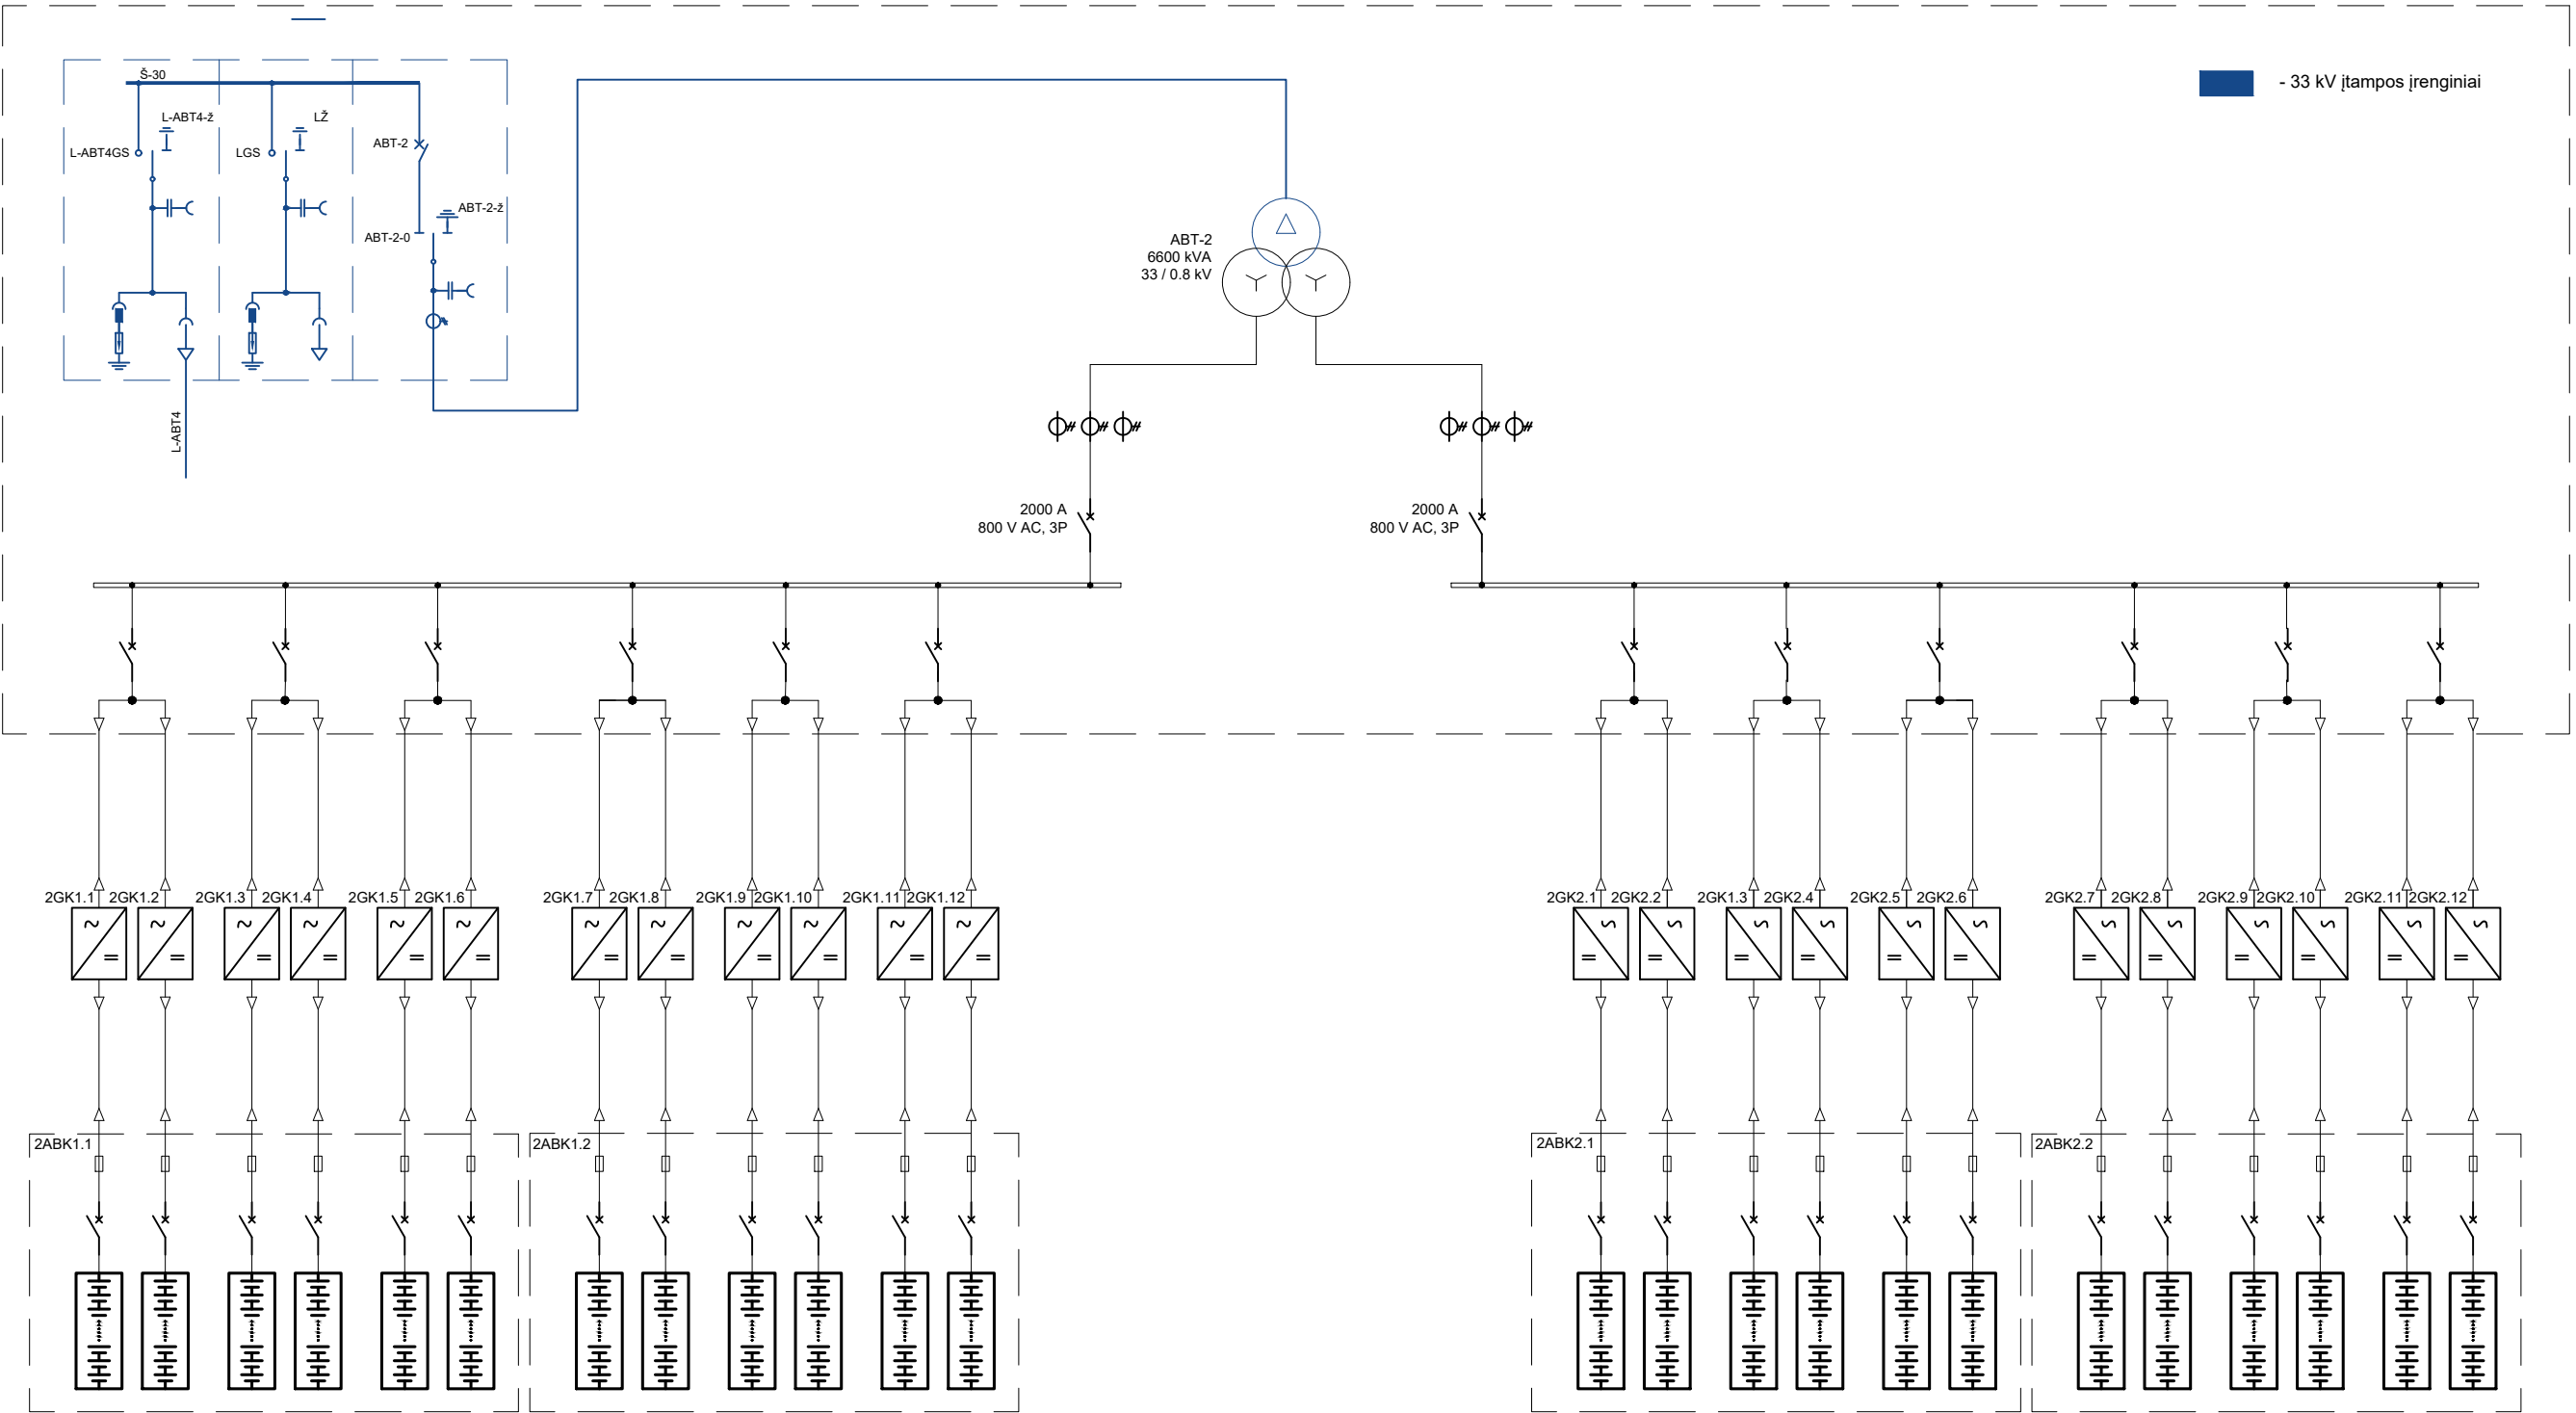 Š-30
- 33 kV įtampos įrenginiai
L-ABT4-ž
LŽ
L-ABT4GS
LGS
ABT-2
ABT-2-ž
ABT-2-0
ABT-2
6600 kVA
33 / 0.8 kV
L-ABT4
2000 A
800 V AC, 3P
2000 A
800 V AC, 3P
2GK1.1
2GK1.2
2GK1.3
2GK1.4
2GK1.5
2GK1.6
2GK1.7
2GK1.8
2GK1.9
2GK1.10
2GK1.11
2GK1.12
2GK2.1
2GK2.2
2GK1.3
2GK2.4
2GK2.5
2GK2.6
2GK2.7
2GK2.8
2GK2.9
2GK2.10
2GK2.11
2GK2.12
2ABK1.1
2ABK1.2
2ABK2.1
2ABK2.2